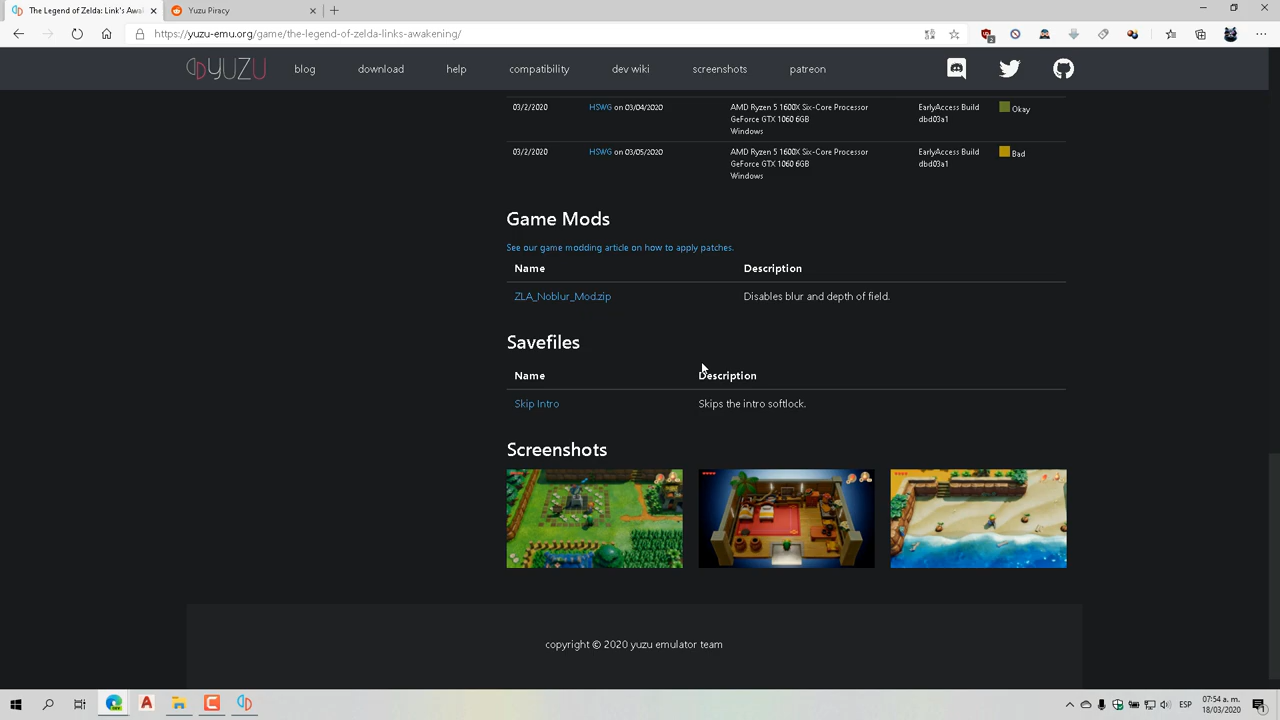 The Legend of Zelda: Link's Awa
Yuzu Piracy
https://yuzu-emu.org/game/the-legend-of-zelda-links-awakening/
2
YUZU
blog
download
help
compatibility
dev wiki
screenshots
patreon
03/2/2020 HSWG on 03/04/2020 AMD Ryzen 5 1600X Six-Core Processor EarlyAccess Build Okay
GeForce GTX 1060 6GB dbd03a1
Windows
03/2/2020 HSWG on 03/05/2020 AMD Ryzen 5 1600X Six-Core Processor EarlyAccess Build Bad
GeForce GTX 1060 6GB dbd03a1
Windows
Game Mods
See our game modding article on how to apply patches.
Name Description
ZLA_Noblur_Mod.zip Disables blur and depth of field.
Savefiles
Name Description
Skip Intro Skips the intro softlock.
Screenshots
copyright © 2020 yuzu emulator team
ESP
07:54 a. m.
18/03/2020
1